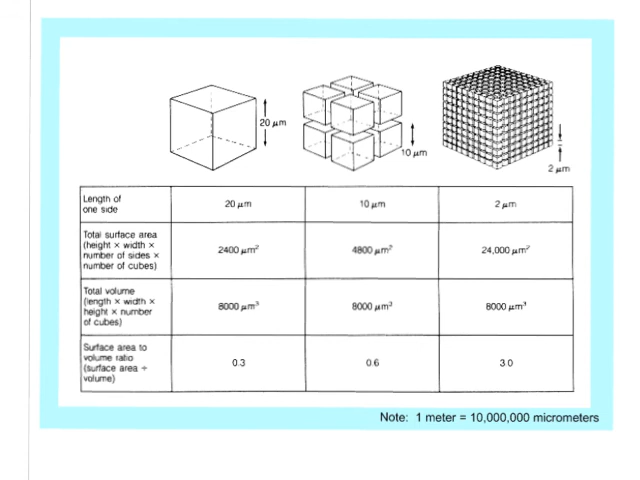 20 µm
10 µm
2 µm
Length of
one side
20 µm
10 µm
2 µm
Total surface area
(height × width ×
number of sides ×
number of cubes)
2400 µm²
4800 µm²
24,000 µm²
Total volume
(length × width ×
height × number
of cubes)
8000 µm³
8000 µm³
8000 µm³
Surface area to
volume ratio
(surface area ÷
volume)
0.3
0.6
3.0
Note: 1 meter = 10,000,000 micrometers